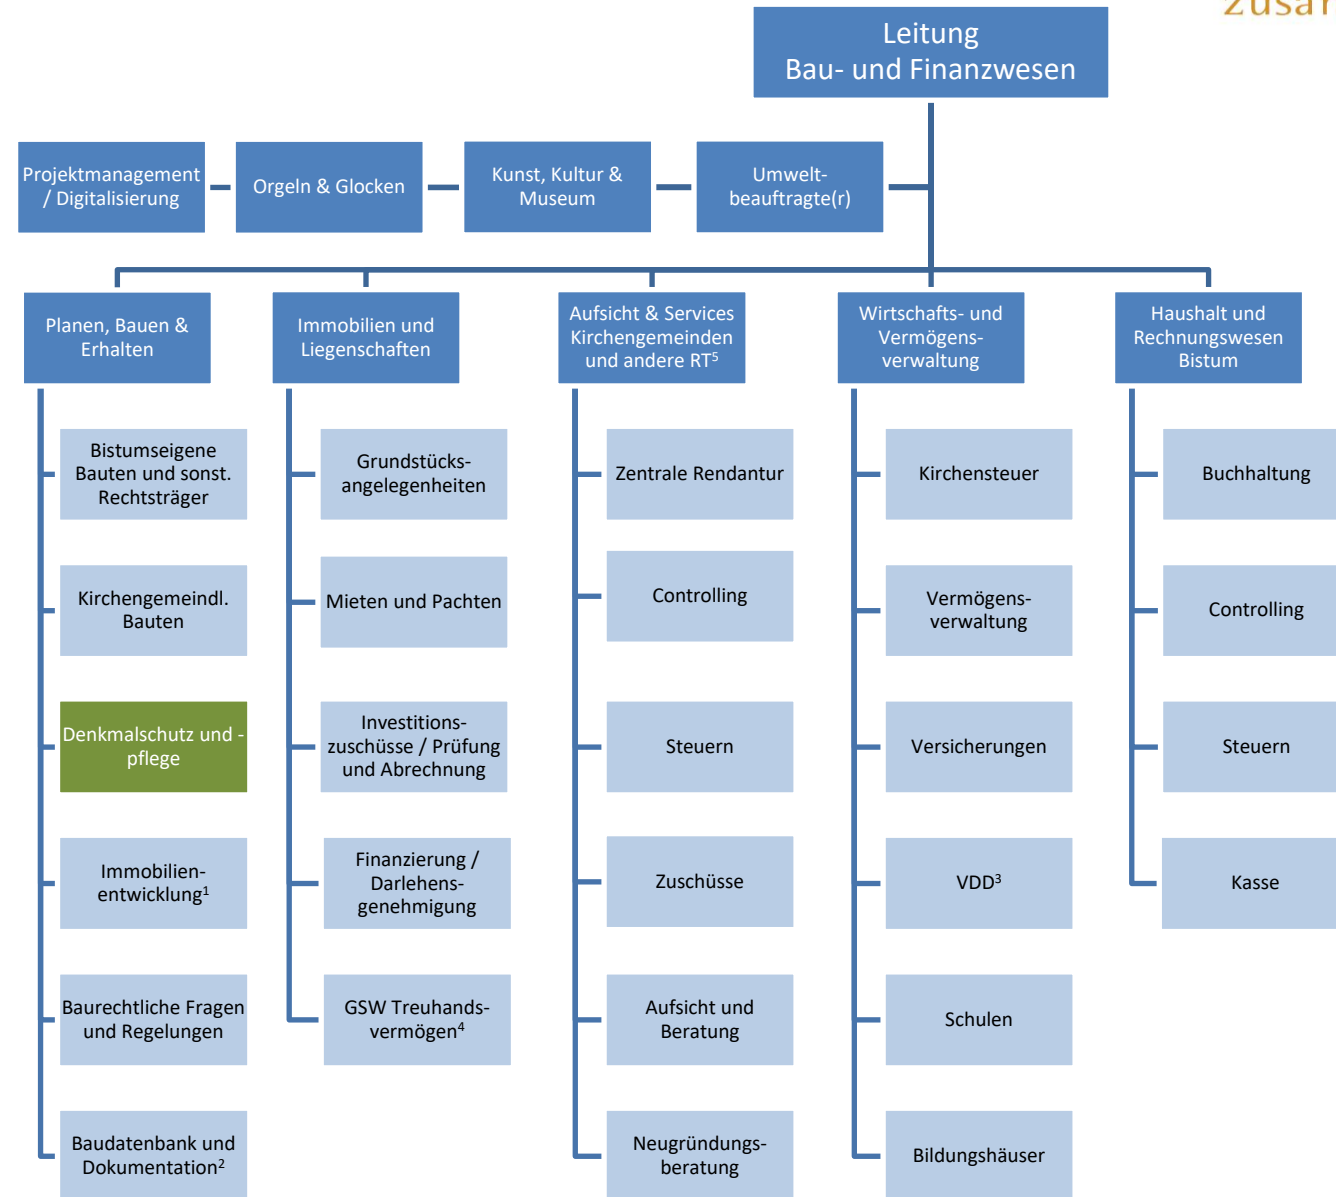 zusar
Leitung
Bau- und Finanzwesen
Projektmanagement
/ Digitalisierung
Orgeln & Glocken
Kunst, Kultur &
Museum
Umwelt-
beauftragte(r)
Planen, Bauen &
Erhalten
Immobilien und
Liegenschaften
Aufsicht & Services
Kirchengemeinden
und andere RT⁵
Wirtschafts- und
Vermögens-
verwaltung
Haushalt und
Rechnungswesen
Bistum
Bistumseigene
Bauten und sonst.
Rechtsträger
Kirchengemeindl.
Bauten
Denkmalschutz und -
pflege
Immobilien-
entwicklung¹
Baurechtliche Fragen
und Regelungen
Baudatenbank und
Dokumentation²
Grundstücks-
angelegenheiten
Mieten und Pachten
Investitions-
zuschüsse / Prüfung
und Abrechnung
Finanzierung /
Darlehens-
genehmigung
GSW Treuhands-
vermögen⁴
Zentrale Rendantur
Controlling
Steuern
Zuschüsse
Aufsicht und
Beratung
Neugründungs-
beratung
Kirchensteuer
Vermögens-
verwaltung
Versicherungen
VDD³
Schulen
Bildungshäuser
Buchhaltung
Controlling
Steuern
Kasse